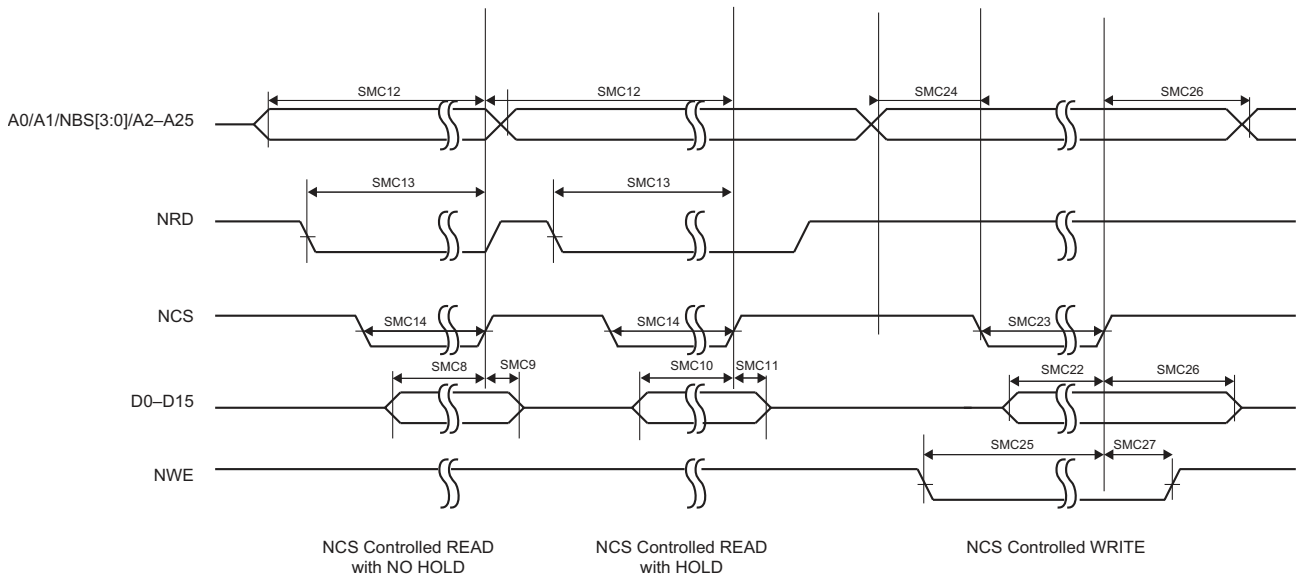 SMC12 SMC12 SMC24 SMC26
A0/A1/NBS[3:0]/A2–A25
SMC13 SMC13
NRD
NCS
SMC14 SMC14 SMC23
SMC8 SMC9 SMC10 SMC11 SMC22 SMC26
D0–D15
SMC25 SMC27
NWE
NCS Controlled READ
with NO HOLD
NCS Controlled READ
with HOLD
NCS Controlled WRITE